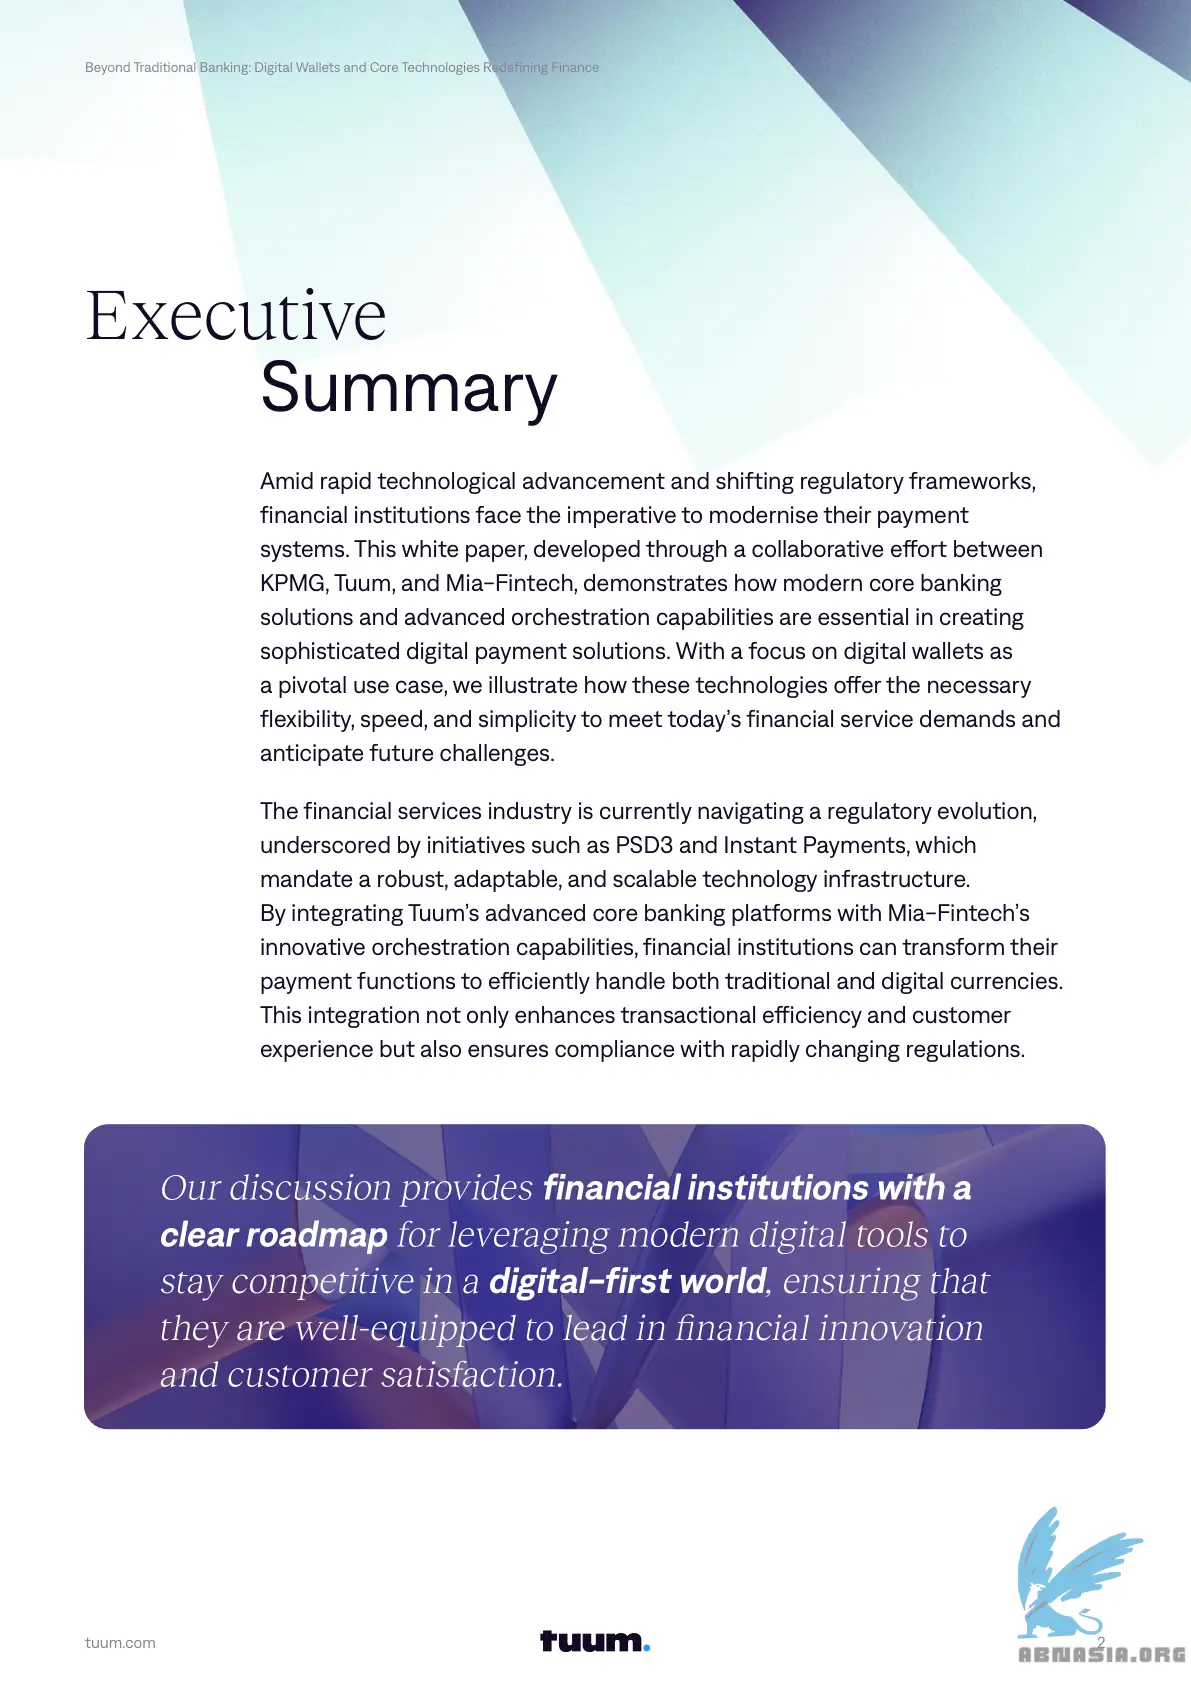 Beyond Traditional Banking: Digital Wallets and Core Technologies Redefining Finance
Executive
Summary
Amid rapid technological advancement and shifting regulatory frameworks,
financial institutions face the imperative to modernise their payment
systems. This white paper, developed through a collaborative effort between
KPMG, Tuum, and Mia-Fintech, demonstrates how modern core banking
solutions and advanced orchestration capabilities are essential in creating
sophisticated digital payment solutions. With a focus on digital wallets as
a pivotal use case, we illustrate how these technologies offer the necessary
flexibility, speed, and simplicity to meet today’s financial service demands and
anticipate future challenges.
The financial services industry is currently navigating a regulatory evolution,
underscored by initiatives such as PSD3 and Instant Payments, which
mandate a robust, adaptable, and scalable technology infrastructure.
By integrating Tuum’s advanced core banking platforms with Mia-Fintech’s
innovative orchestration capabilities, financial institutions can transform their
payment functions to efficiently handle both traditional and digital currencies.
This integration not only enhances transactional efficiency and customer
experience but also ensures compliance with rapidly changing regulations.
Our discussion provides financial institutions with a
clear roadmap for leveraging modern digital tools to
stay competitive in a digital-first world, ensuring that
they are well-equipped to lead in financial innovation
and customer satisfaction.
tuum.com
tuum.
2
ABNASIA.ORG